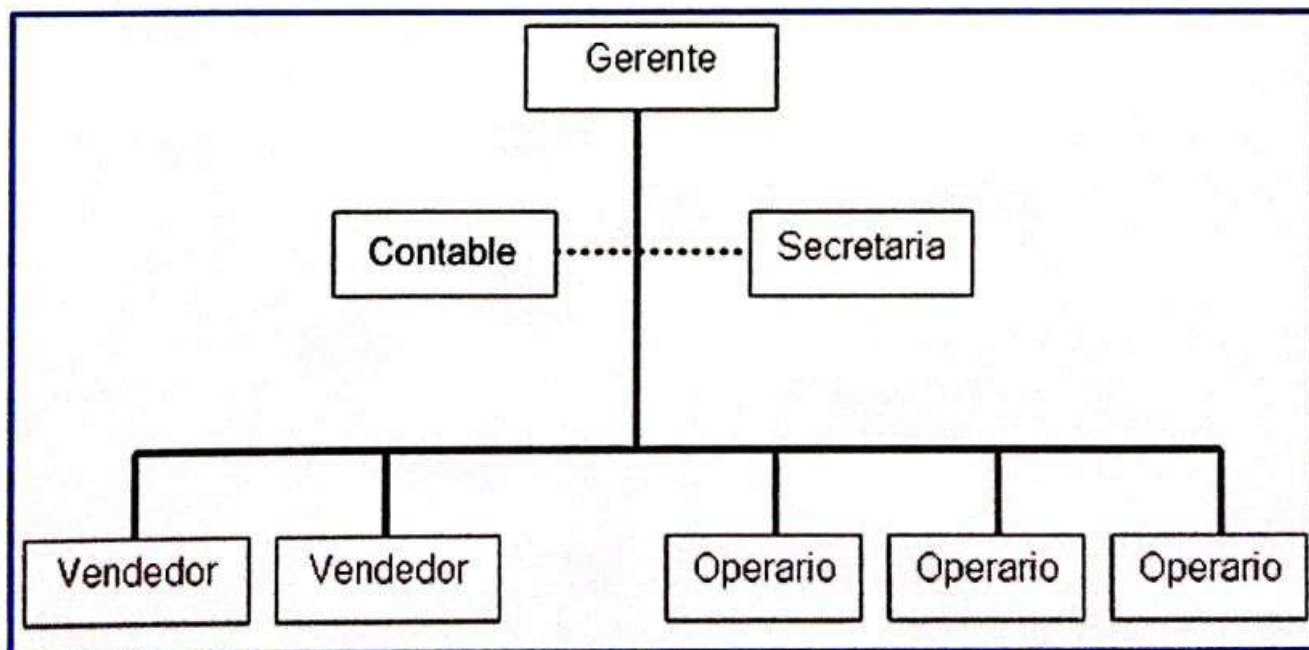 Gerente
Contable
Secretaria
Vendedor
Vendedor
Operario
Operario
Operario